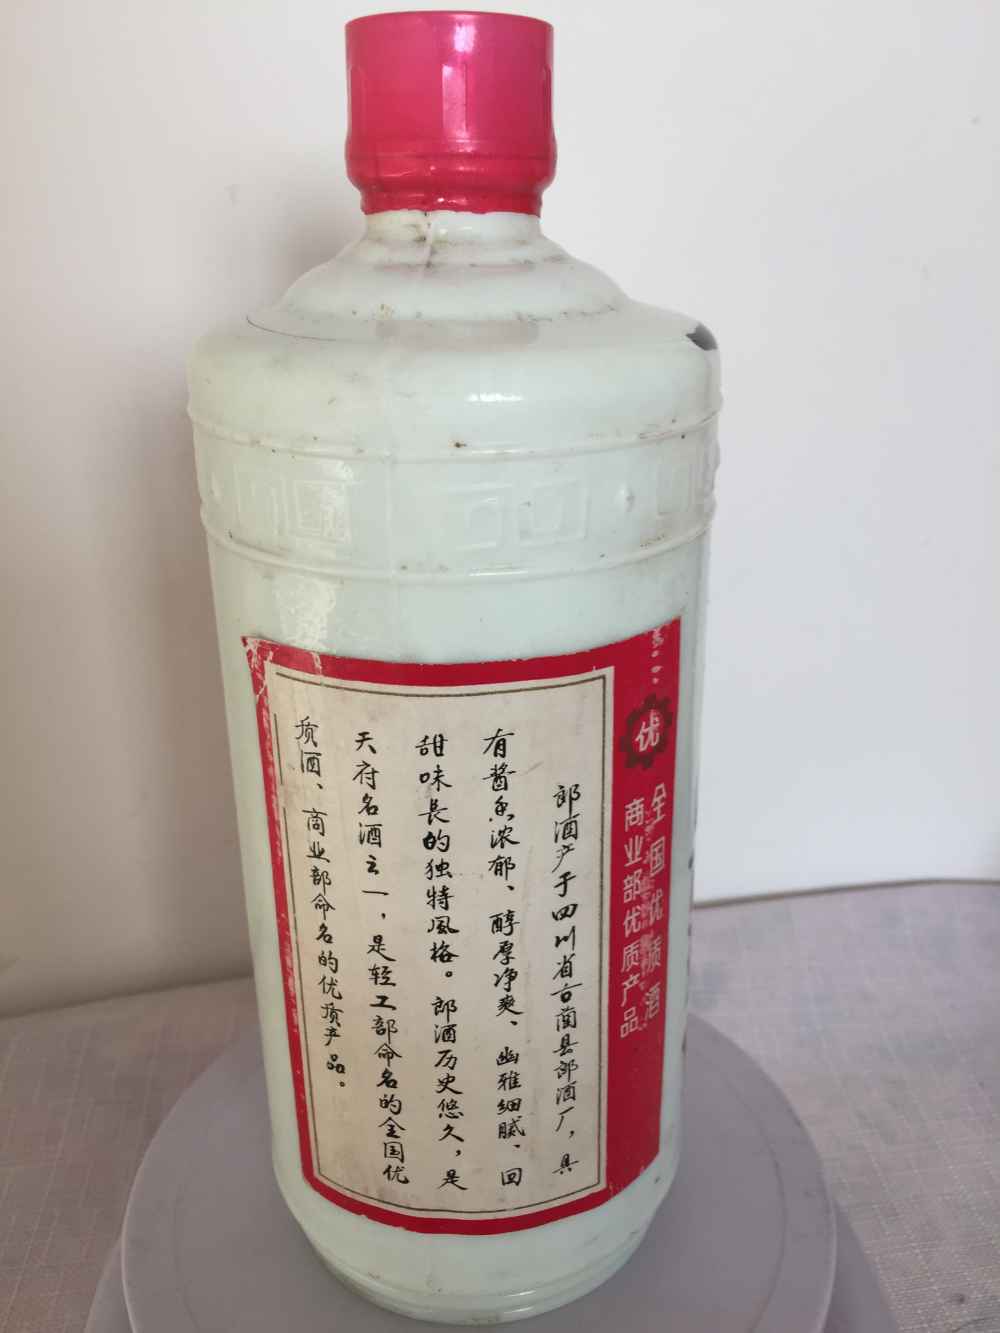 优
全国优质酒
商业部优质产品
郎酒产于四川省古蔺县郎酒厂，具
有酱香浓郁、醇厚净爽、幽雅细腻、回
甜味長的独特風格。郎酒历史悠久，是
天府名酒之一，是轻工部命名的全国优
质酒、商业部命名的优质产品。